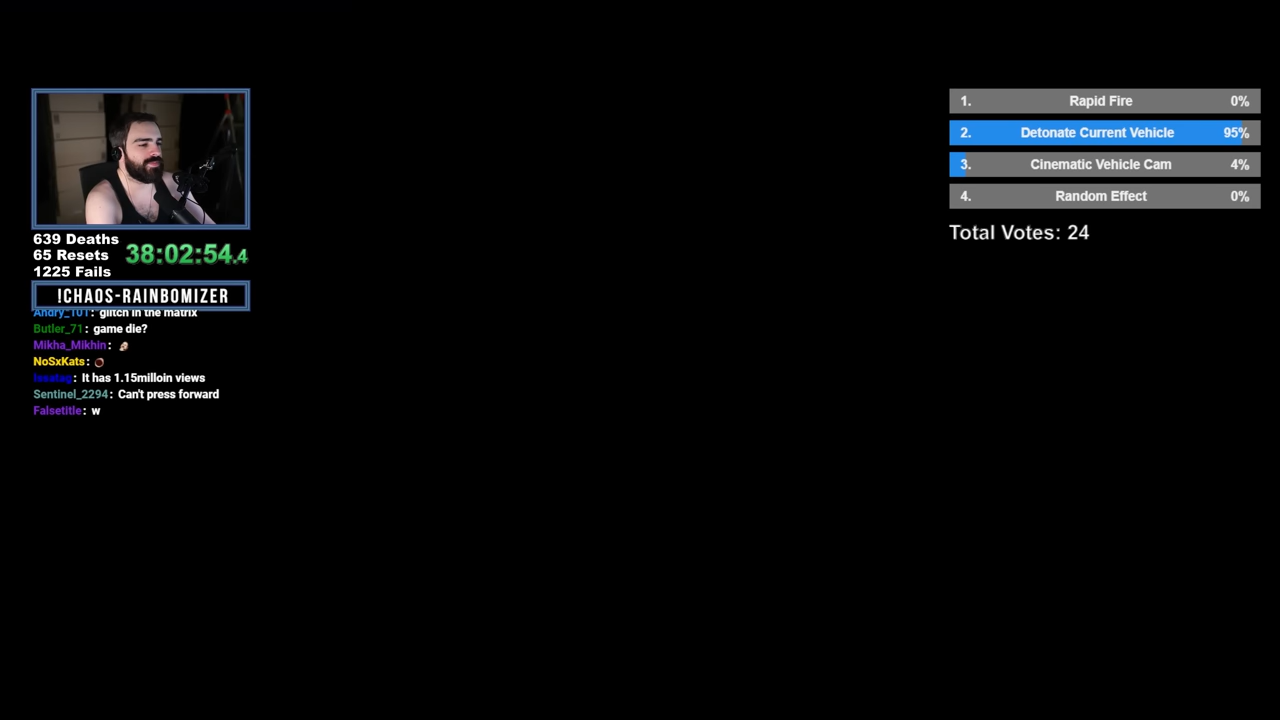 1. Rapid Fire 0%
2. Detonate Current Vehicle 95%
3. Cinematic Vehicle Cam 4%
4. Random Effect 0%
Total Votes: 24
639 Deaths
65 Resets
1225 Fails
38:02:54.4
!CHAOS-RAINBOMIZER
Andry_101: glitch in the matrix
Butler_71: game die?
Mikha_Mikhin:
NoSxKats:
: It has 1.15milloin views
Sentinel_2294: Can't press forward
Falsetitle: w